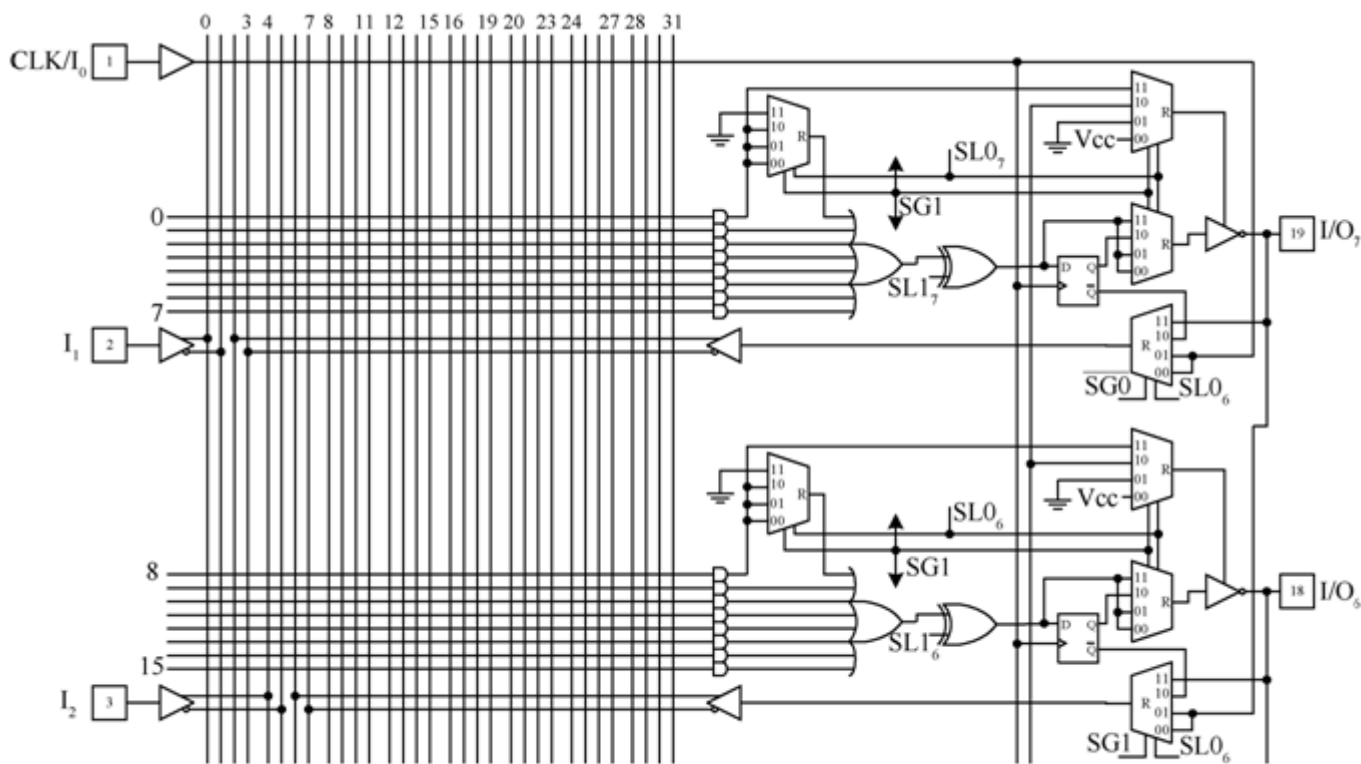 0 3 4 7 8 11 12 15 16 19 20 23 24 27 28 31
CLK/I₀ 1
11
10
01
00
R
11
10
01
00
R
Vcc
SL0₇
SG1
0
7
SL1₇
D Q
Q̅
11
10
01
00
R
19 I/O₇
I₁ 2
11
10
01
00
R
S̅G̅0̅ SL0₆
11
10
01
00
R
11
10
01
00
R
Vcc
SL0₆
SG1
8
15
SL1₆
D Q
Q̅
11
10
01
00
R
18 I/O₆
I₂ 3
11
10
01
00
R
SG1 SL0₆